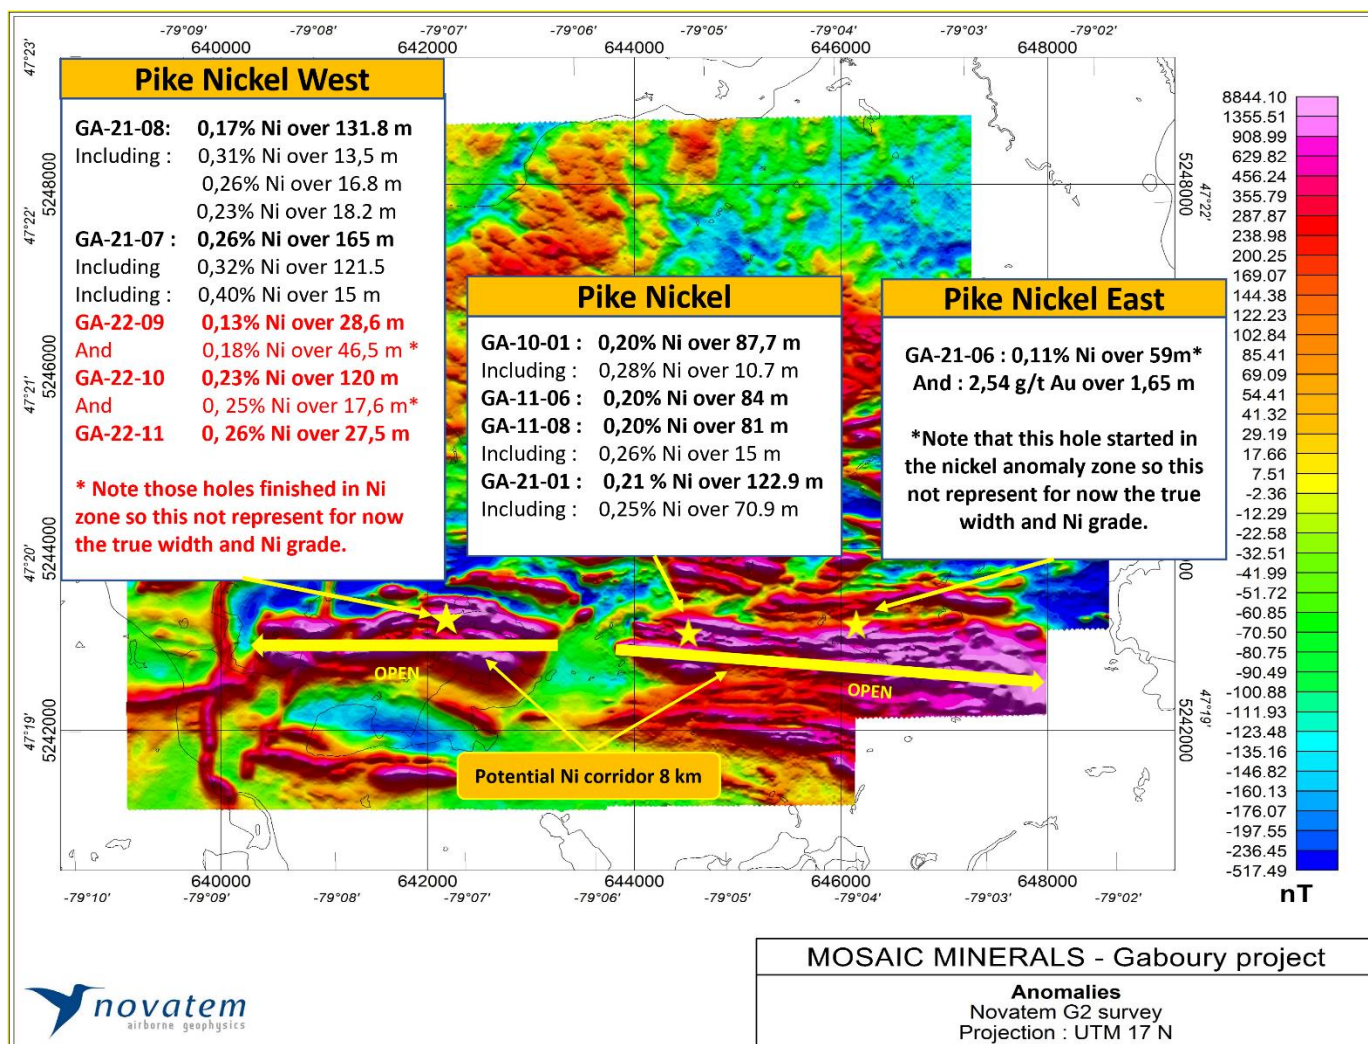 -79°09' -79°08' -79°07' -79°06' -79°05' -79°04' -79°03' -79°02'
640000 642000 644000 646000 648000
47°23'
47°22'
47°21'
47°20'
47°19'
5248000
5246000
5244000
5242000
Pike Nickel West
GA-21-08: 0,17% Ni over 131.8 m
Including : 0,31% Ni over 13,5 m
0,26% Ni over 16.8 m
0,23% Ni over 18.2 m
GA-21-07 : 0,26% Ni over 165 m
Including 0,32% Ni over 121.5
Including : 0,40% Ni over 15 m
GA-22-09 0,13% Ni over 28,6 m
And 0,18% Ni over 46,5 m *
GA-22-10 0,23% Ni over 120 m
And 0, 25% Ni over 17,6 m*
GA-22-11 0, 26% Ni over 27,5 m
* Note those holes finished in Ni
zone so this not represent for now
the true width and Ni grade.
Pike Nickel
GA-10-01 : 0,20% Ni over 87,7 m
Including : 0,28% Ni over 10.7 m
GA-11-06: 0,20% Ni over 84 m
GA-11-08: 0,20% Ni over 81 m
Including : 0,26% Ni over 15 m
GA-21-01 : 0,21 % Ni over 122.9 m
Including : 0,25% Ni over 70.9 m
Pike Nickel East
GA-21-06 : 0,11% Ni over 59m*
And : 2,54 g/t Au over 1,65 m
*Note that this hole started in
the nickel anomaly zone so this
not represent for now the true
width and Ni grade.
OPEN
OPEN
Potential Ni corridor 8 km
5248000
47°22'
47°19'
5242000
640000 642000 644000 646000 648000
-79°10' -79°09' -79°08' -79°07' -79°06' -79°05' -79°04' -79°03' -79°02'
8844.10
1355.51
908.99
629.82
456.24
355.79
287.87
238.98
200.25
169.07
144.38
122.23
102.84
85.41
69.09
54.41
41.32
29.19
17.66
7.51
-2.36
-12.29
-22.58
-32.51
-41.99
-51.72
-60.85
-70.50
-80.75
-90.49
-100.88
-111.93
-123.48
-135.16
-146.82
-160.13
-176.07
-197.55
-236.45
-517.49
nT
novatem
airborne geophysics
MOSAIC MINERALS - Gaboury project
Anomalies
Novatem G2 survey
Projection : UTM 17 N